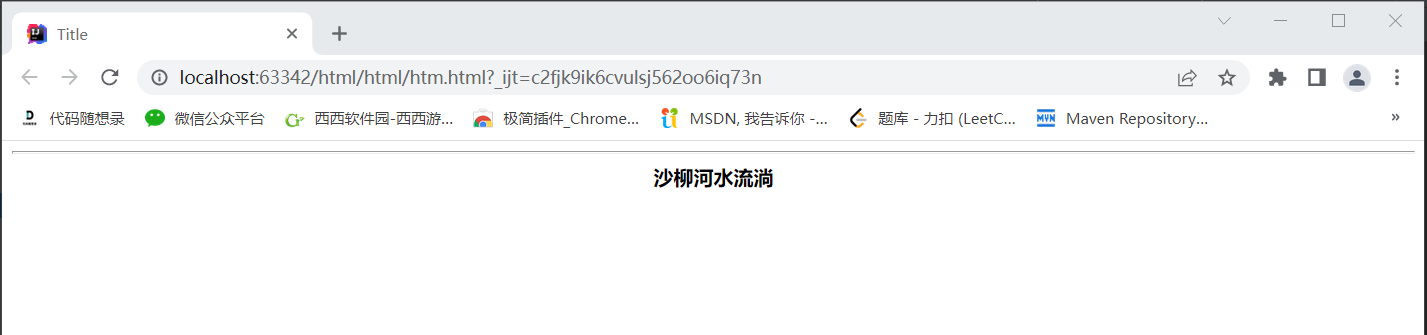 Title
localhost:63342/html/html/htm.html?_ijt=c2fjk9ik6cvulsj562oo6iq73n
代码随想录 微信公众平台 西西软件园-西西游... 极简插件_Chrome... MSDN, 我告诉你 -... 题库 - 力扣 (LeetC... Maven Repository... »
沙柳河水流淌